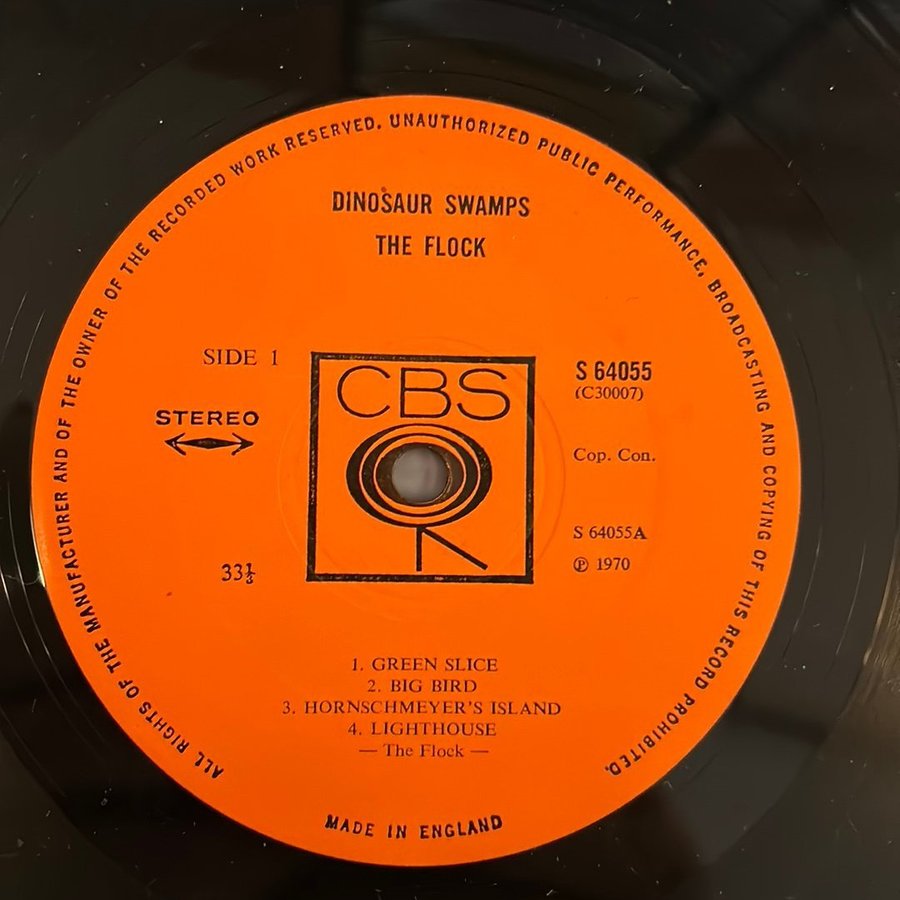 ALL RIGHTS OF THE MANUFACTURER AND OF THE OWNER OF THE RECORDED WORK RESERVED. UNAUTHORIZED PUBLIC PERFORMANCE, BROADCASTING AND COPYING OF THIS RECORD PROHIBITED.
DINOSAUR SWAMPS
THE FLOCK
SIDE 1
STEREO
33⅓
CBS
S 64055
(C30007)
Cop. Con.
S 64055A
℗ 1970
1. GREEN SLICE
2. BIG BIRD
3. HORNSCHMEYER'S ISLAND
4. LIGHTHOUSE
— The Flock —
MADE IN ENGLAND